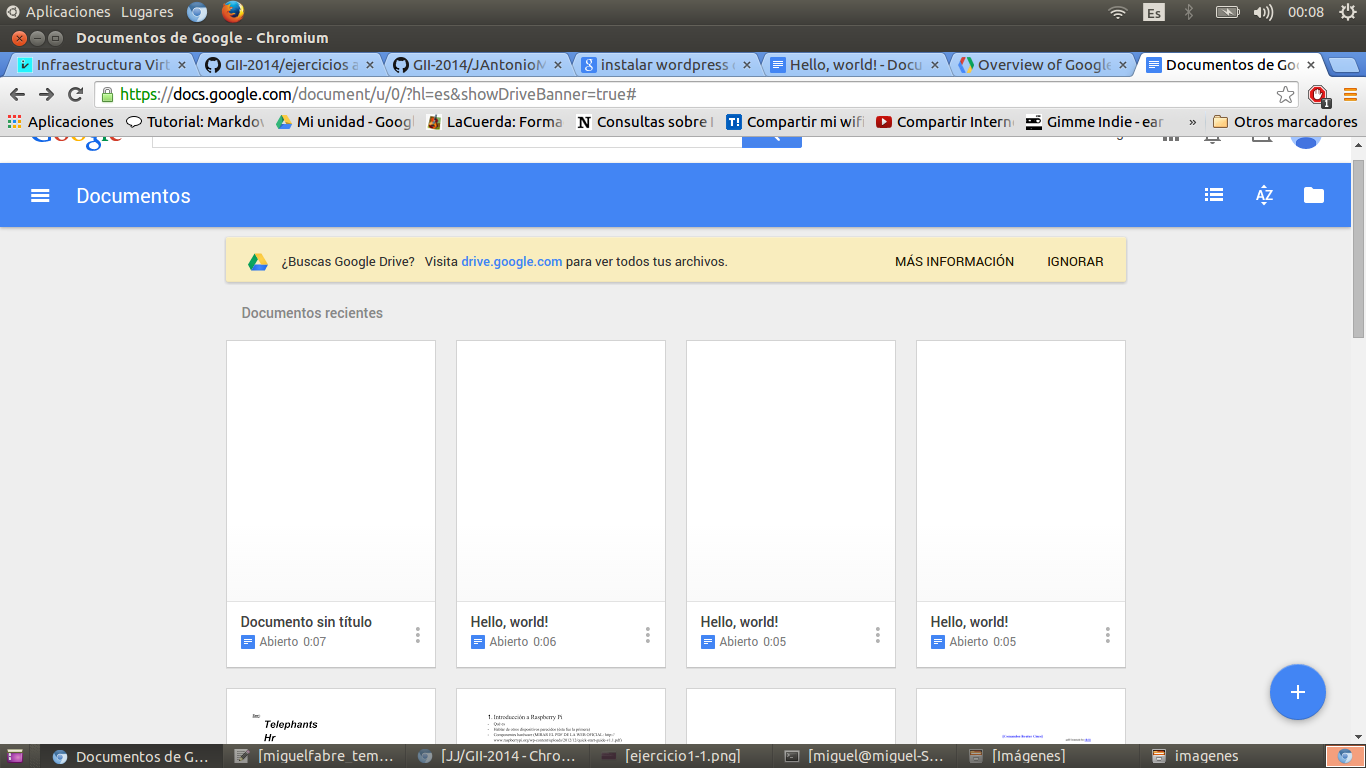 Aplicaciones Lugares Es 00:08
Documentos de Google - Chromium
Infraestructura Virt GII-2014/ejercicios a GII-2014/JAntonioM instalar wordpress Hello, world! - Docu Overview of Google Documentos de Go
https://docs.google.com/document/u/0/?hl=es&showDriveBanner=true# 1
Aplicaciones Tutorial: Markdov Mi unidad - Googl LaCuerda: Forma Consultas sobre Compartir mi wifi Compartir Intern Gimme Indie - ear » Otros marcadores
Documentos AZ
¿Buscas Google Drive? Visita drive.google.com para ver todos tus archivos. MÁS INFORMACIÓN IGNORAR
Documentos recientes
Documento sin título Hello, world! Hello, world! Hello, world!
Abierto 0:07 Abierto 0:06 Abierto 0:05 Abierto 0:05
Telephants
Hr
1. Introducción a Raspberry Pi
- Qué es
Documentos de G... [miguelfabre_tem... [JJ/GII-2014 - Chro... [ejercicio1-1.png] [miguel@miguel-S... [Imágenes] imagenes